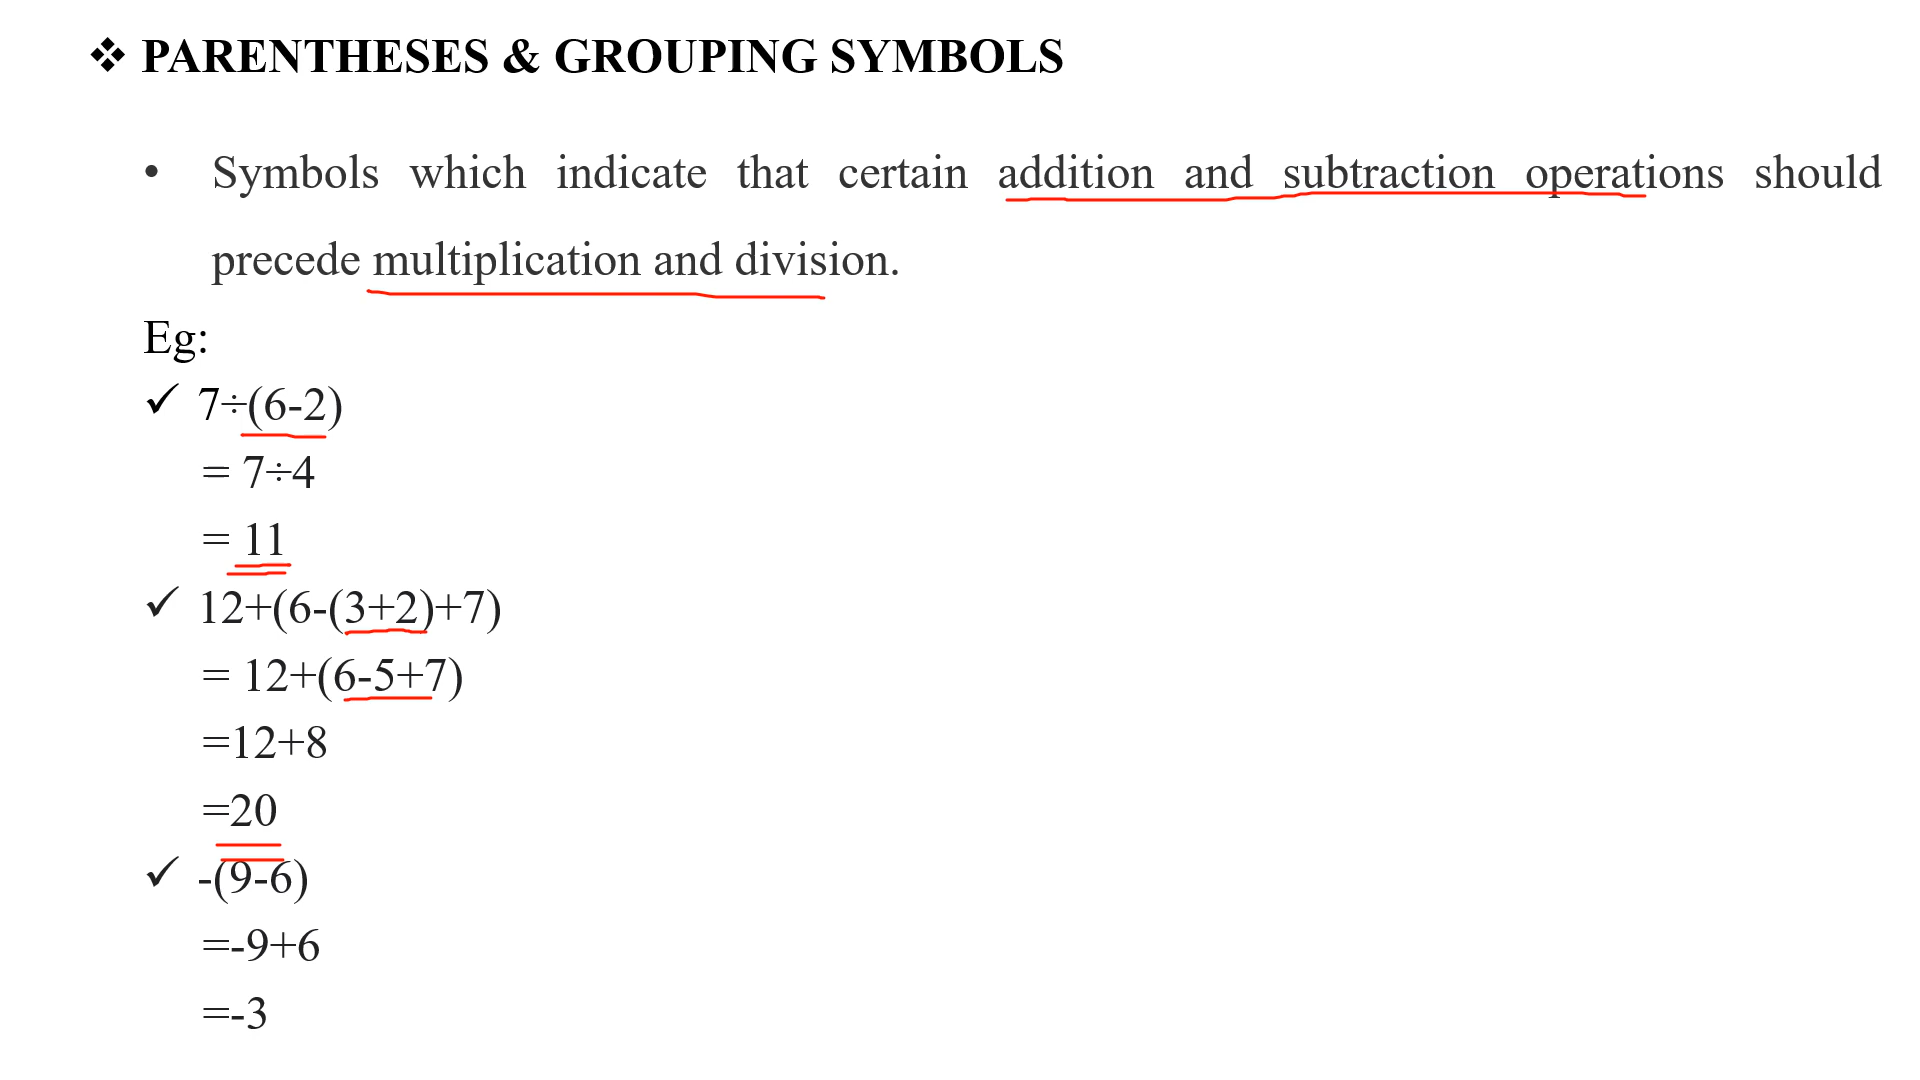 ❖ PARENTHESES & GROUPING SYMBOLS
• Symbols which indicate that certain addition and subtraction operations should
precede multiplication and division.
Eg:
✓ 7÷(6-2)
= 7÷4
= 11
✓ 12+(6-(3+2)+7)
= 12+(6-5+7)
=12+8
=20
✓ -(9-6)
=-9+6
=-3